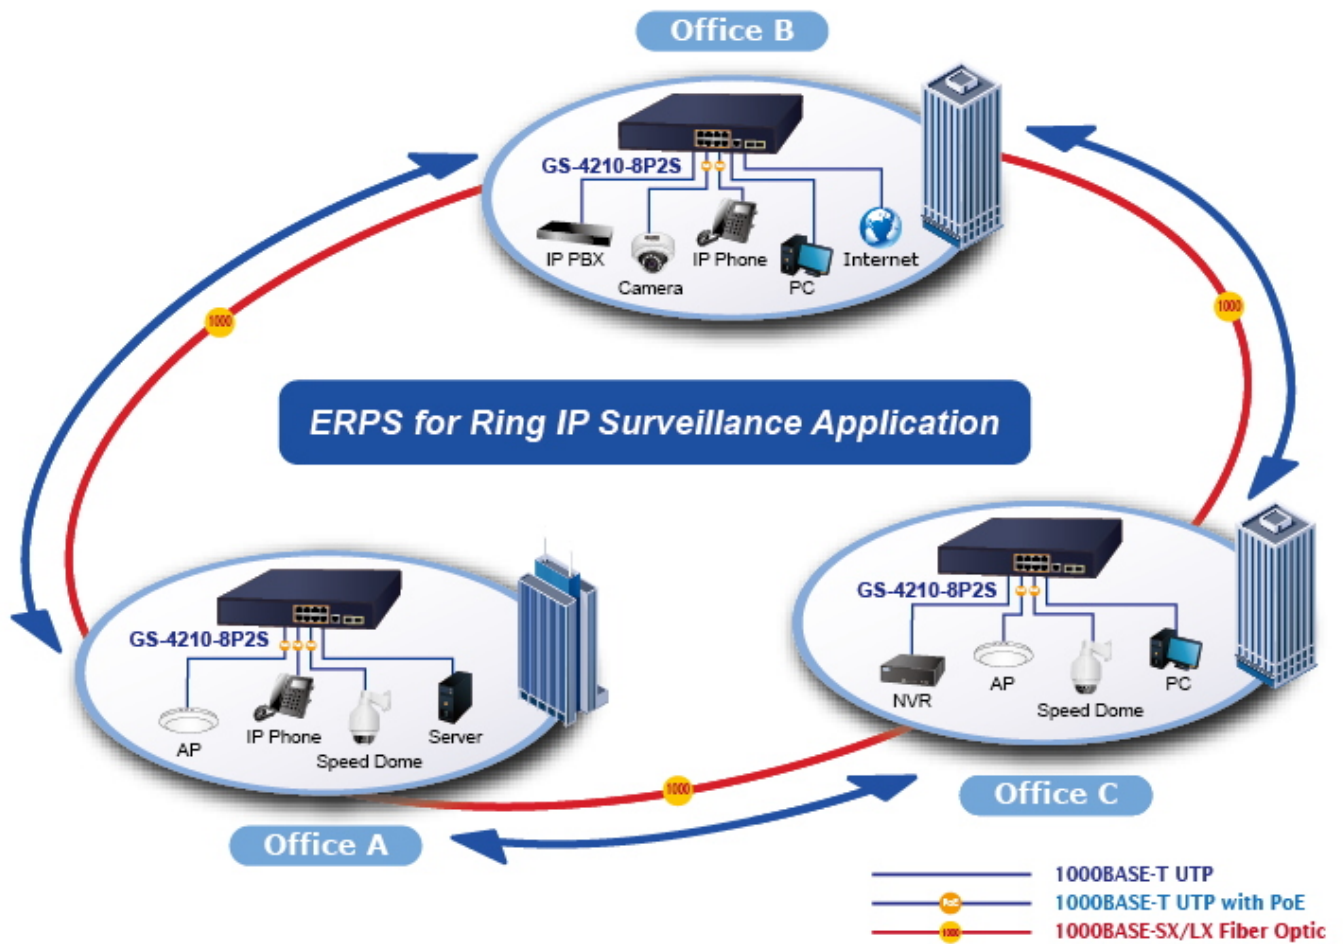 Office B
GS-4210-8P2S
IP PBX
Camera
IP Phone
PC
Internet
1000
1000
ERPS for Ring IP Surveillance Application
GS-4210-8P2S
AP
IP Phone
Speed Dome
Server
Office A
GS-4210-8P2S
NVR
AP
Speed Dome
PC
Office C
1000
1000BASE-T UTP
PoE
1000BASE-T UTP with PoE
1000
1000BASE-SX/LX Fiber Optic